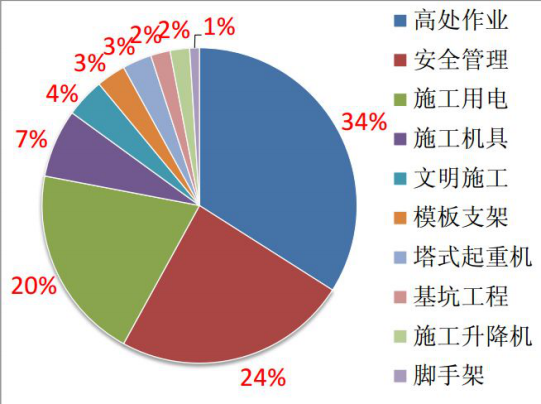 3%
2%
2%
1%
3%
4%
7%
20%
24%
34%
高处作业
安全管理
施工用电
施工机具
文明施工
模板支架
塔式起重机
基坑工程
施工升降机
脚手架